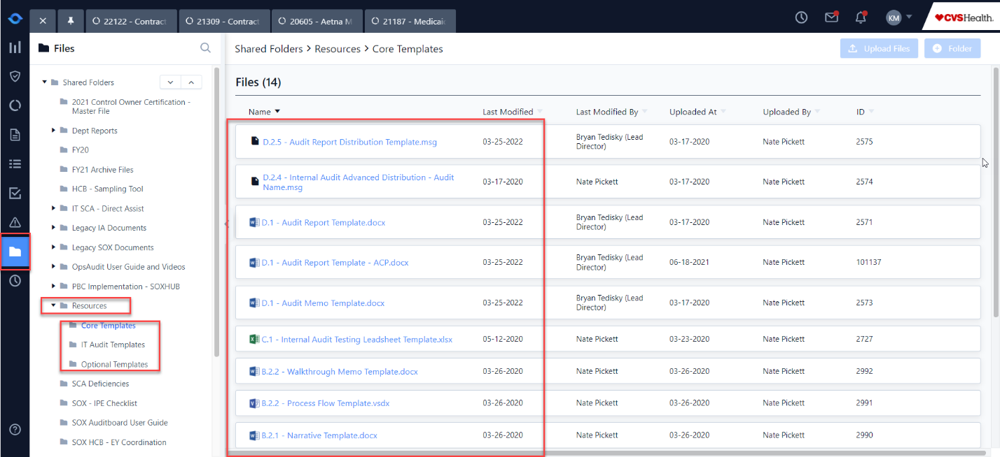 22122 - Contrac
21309 - Contract
20605 - Aetna M
21187 - Medicaid
KM
CVSHealth.
Files
Shared Folders > Resources > Core Templates
Upload Files
Folder
Shared Folders
2021 Control Owner Certification -
Master File
Dept Reports
FY20
FY21 Archive Files
HCB - Sampling Tool
IT SCA - Direct Assist
Legacy IA Documents
Legacy SOX Documents
OpsAudit User Guide and Videos
PBC Implementation - SOXHUB
Resources
Core Templates
IT Audit Templates
Optional Templates
SCA Deficiencies
SOX - IPE Checklist
SOX Auditboard User Guide
SOX HCB - EY Coordination
Files (14)
Name Last Modified Last Modified By Uploaded At Uploaded By ID
D.2.5 - Audit Report Distribution Template.msg 03-25-2022 Bryan Tedisky (Lead 03-17-2020 Nate Pickett 2575
Director)
D.2.4 - Internal Audit Advanced Distribution - Audit 03-17-2020 Nate Pickett 03-17-2020 Nate Pickett 2574
Name.msg
D.1 - Audit Report Template.docx 03-25-2022 Bryan Tedisky (Lead 03-17-2020 Nate Pickett 2571
Director)
D.1 - Audit Report Template - ACP.docx 03-25-2022 Bryan Tedisky (Lead 06-18-2021 Nate Pickett 101137
Director)
D.1 - Audit Memo Template.docx 03-25-2022 Bryan Tedisky (Lead 03-17-2020 Nate Pickett 2573
Director)
C.1 - Internal Audit Testing Leadsheet Template.xlsx 05-12-2020 Nate Pickett 03-23-2020 Nate Pickett 2727
B.2.2 - Walkthrough Memo Template.docx 03-26-2020 Nate Pickett 03-26-2020 Nate Pickett 2992
B.2.2 - Process Flow Template.vsdx 03-26-2020 Nate Pickett 03-26-2020 Nate Pickett 2991
B.2.1 - Narrative Template.docx 03-26-2020 Nate Pickett 03-26-2020 Nate Pickett 2990